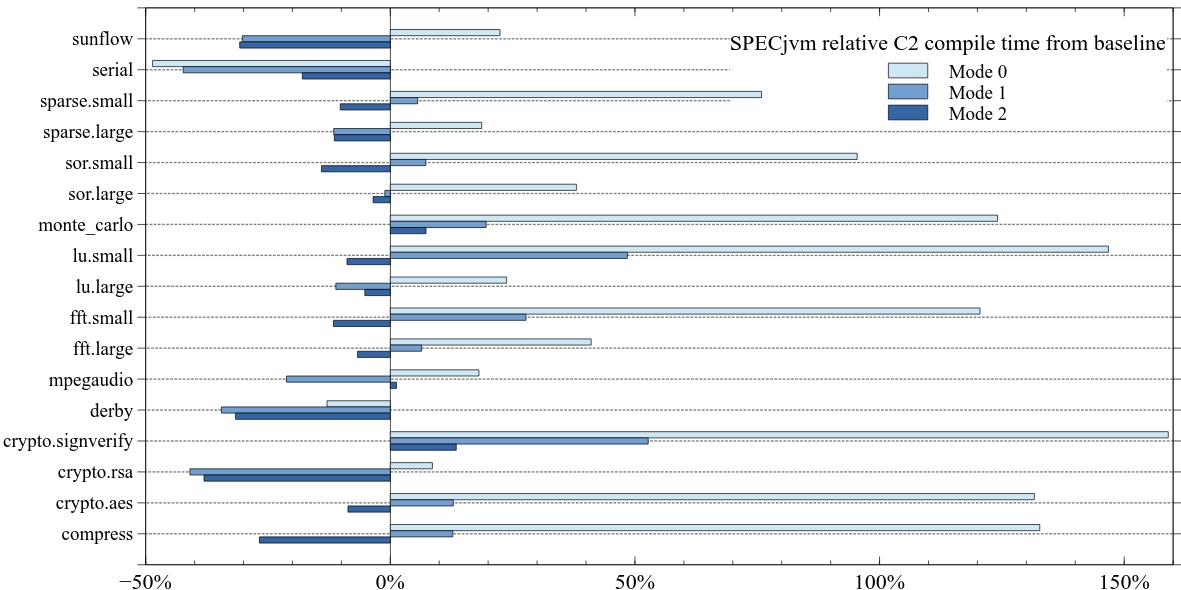 SPECjvm relative C2 compile time from baseline
Mode 0
Mode 1
Mode 2
sunflow
serial
sparse.small
sparse.large
sor.small
sor.large
monte_carlo
lu.small
lu.large
fft.small
fft.large
mpegaudio
derby
crypto.signverify
crypto.rsa
crypto.aes
compress
−50% 0% 50% 100% 150%